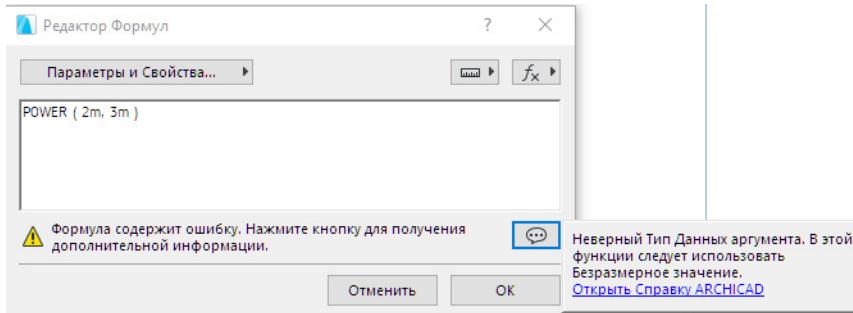 Редактор Формул
?
Параметры и Свойства...
fx
POWER ( 2m, 3m )
Формула содержит ошибку. Нажмите кнопку для получения
дополнительной информации.
Неверный Тип Данных аргумента. В этой
функции следует использовать
Безразмерное значение.
Открыть Справку ARCHICAD
Отменить
OK